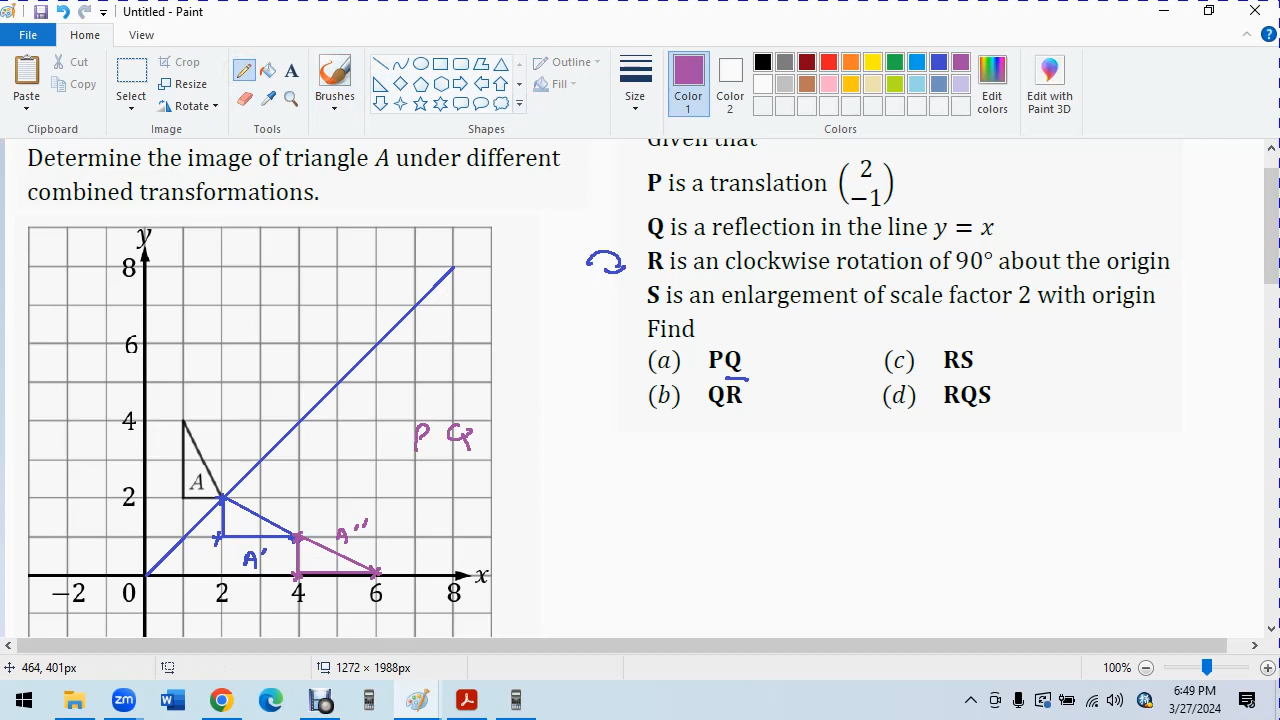 Untitled - Paint
File Home View
Paste
Cut
Copy
Clipboard
Select
Crop
Resize
Rotate
Image
A
Tools
Brushes
Outline
Fill
Shapes
Size
Color 1
Color 2
Edit colors
Colors
Edit with Paint 3D
Determine the image of triangle A under different
combined transformations.
y
8
6
4
2
0
−2
2
4
6
8
x
A
A'
A''
P Q
Given that
P is a translation (2 −1)
Q is a reflection in the line y = x
R is an clockwise rotation of 90° about the origin
S is an enlargement of scale factor 2 with origin
Find
(a) PQ (c) RS
(b) QR (d) RQS
464, 401px
1272 × 1988px
100%
zm
W
6:49 PM
3/27/2024